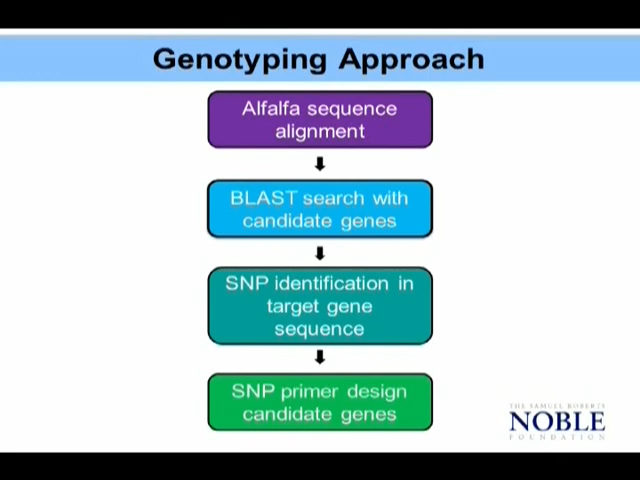 Genotyping Approach
Alfalfa sequence
alignment
BLAST search with
candidate genes
SNP identification in
target gene
sequence
SNP primer design
candidate genes
THE SAMUEL ROBERTS
NOBLE
FOUNDATION